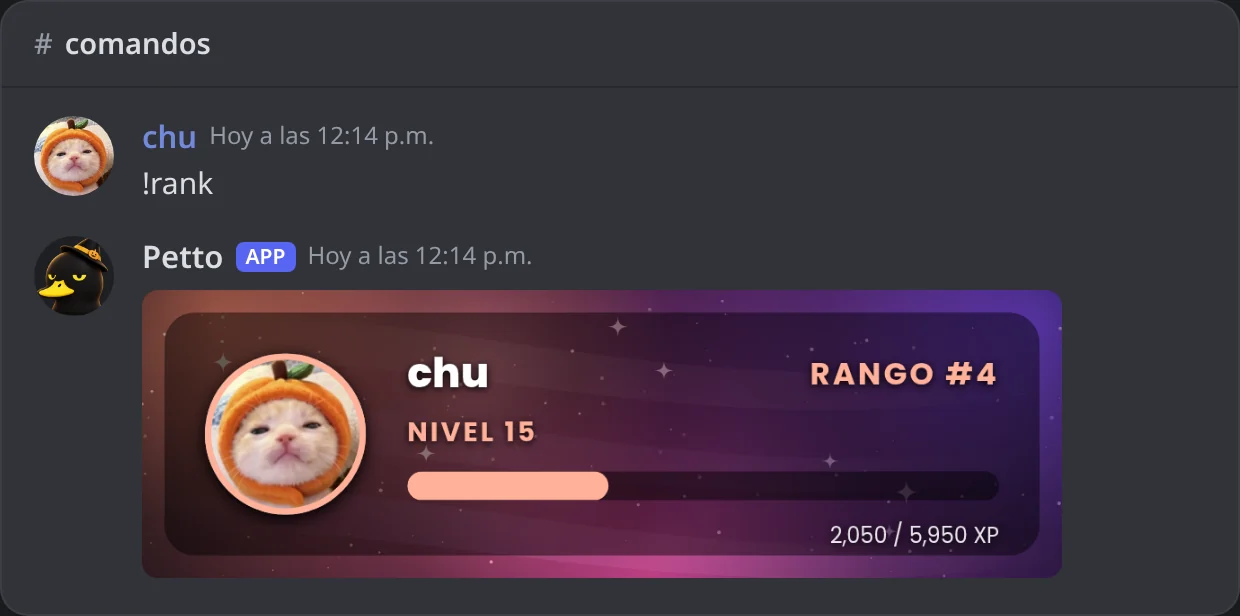 # comandos
chu Hoy a las 12:14 p.m.
!rank
Petto APP Hoy a las 12:14 p.m.
chu
RANGO #4
NIVEL 15
2,050 / 5,950 XP